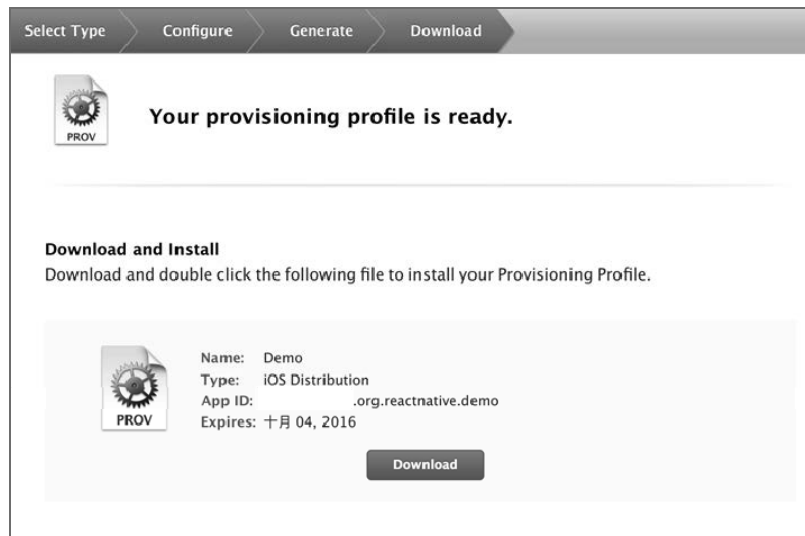 Select Type Configure Generate Download
PROV
Your provisioning profile is ready.
Download and Install
Download and double click the following file to install your Provisioning Profile.
PROV
Name: Demo
Type: iOS Distribution
App ID: .org.reactnative.demo
Expires: 十月 04, 2016
Download